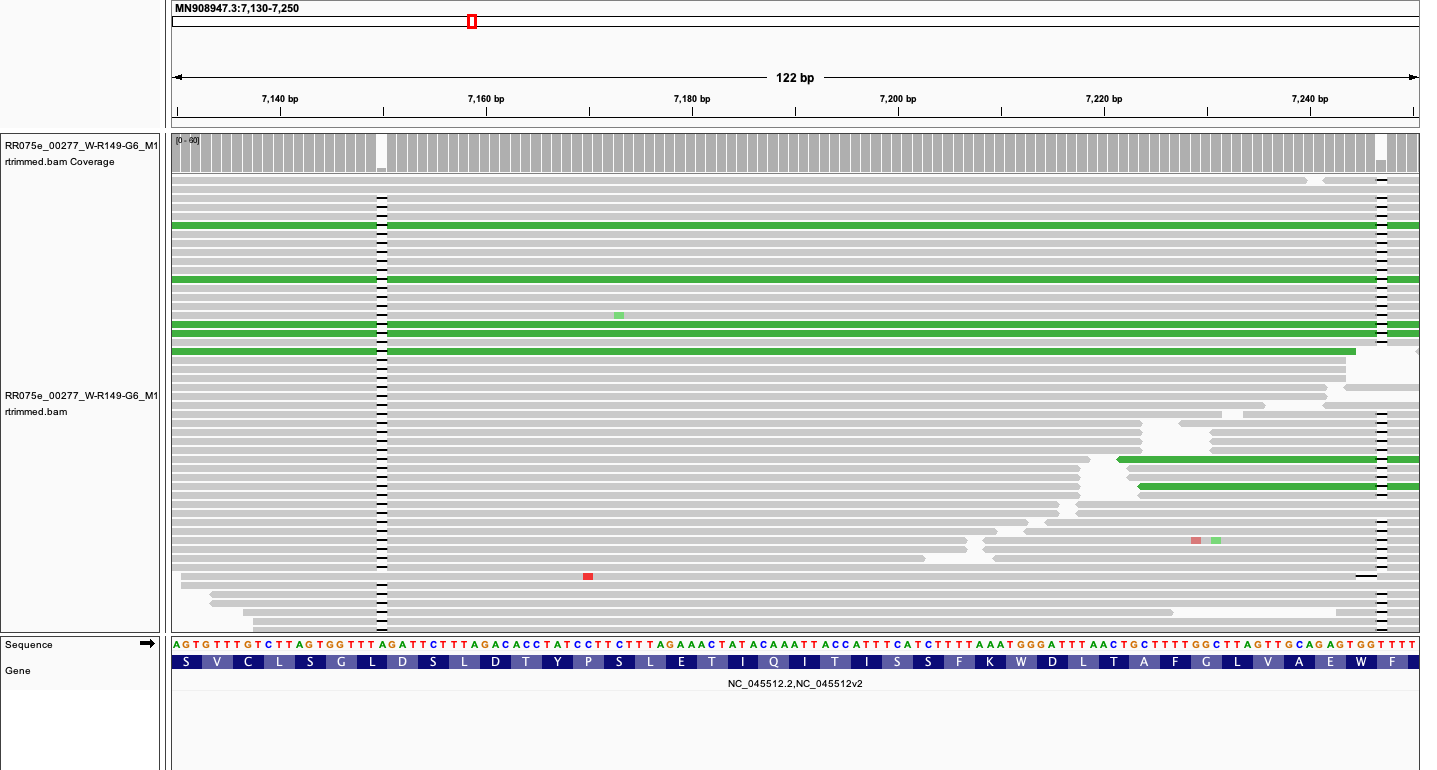 MN908947.3:7,130-7,250
122 bp
7,140 bp 7,160 bp 7,180 bp 7,200 bp 7,220 bp 7,240 bp
[0 - 60]
RR075e_00277_W-R149-G6_M1
rtrimmed.bam Coverage
RR075e_00277_W-R149-G6_M1
rtrimmed.bam
Sequence
AGTGTTTGTCTTAGTGGTTTAGATTCTTTAGACACCTATCCTTCTTTAGAAACTATACAAATTACCATTTCATCTTTTAAATGGGATTTAACTGCTTTTGGCTTAGTTGCAGAGTGGTTTT
Gene
S V C L S G L D S L D T Y P S L E T I Q I T I S S F K W D L T A F G L V A E W F
NC_045512.2,NC_045512v2